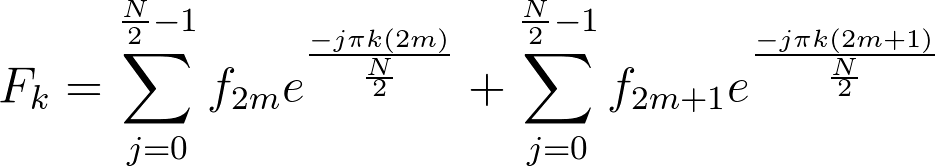 F_k = \sum_{j=0}^{\frac{N}{2}-1} f_{2m} e^{\frac{-j\pi k(2m)}{\frac{N}{2}}} + \sum_{j=0}^{\frac{N}{2}-1} f_{2m+1} e^{\frac{-j\pi k(2m+1)}{\frac{N}{2}}}